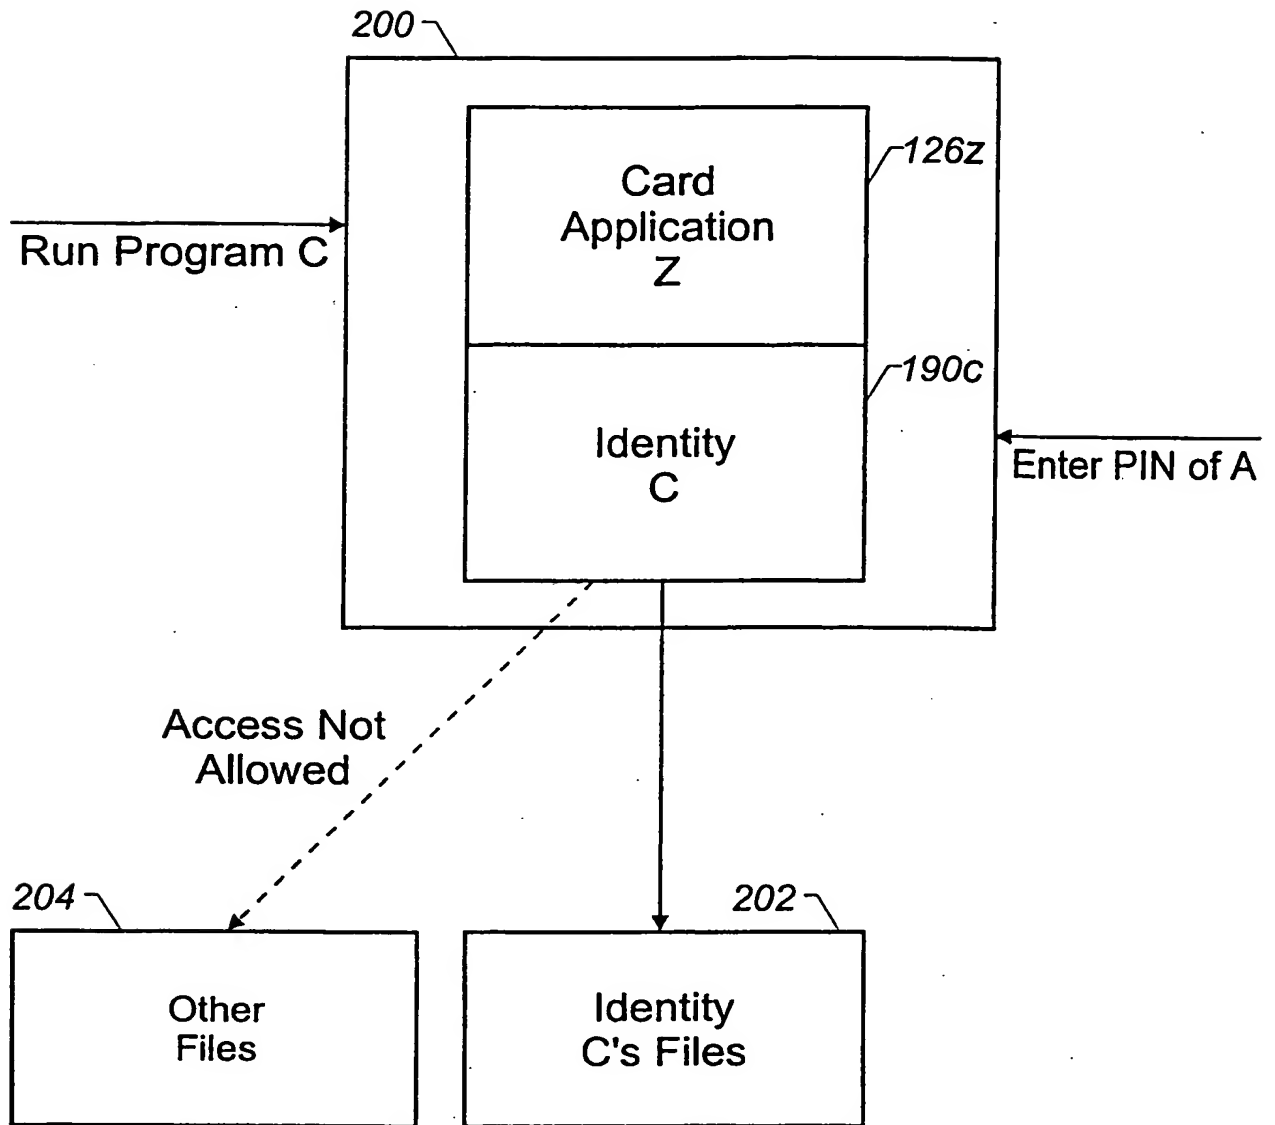 200
126z
Card
Application
Z
Run Program C
190c
Identity
C
Enter PIN of A
Access Not
Allowed
204
202
Other
Files
Identity
C's Files